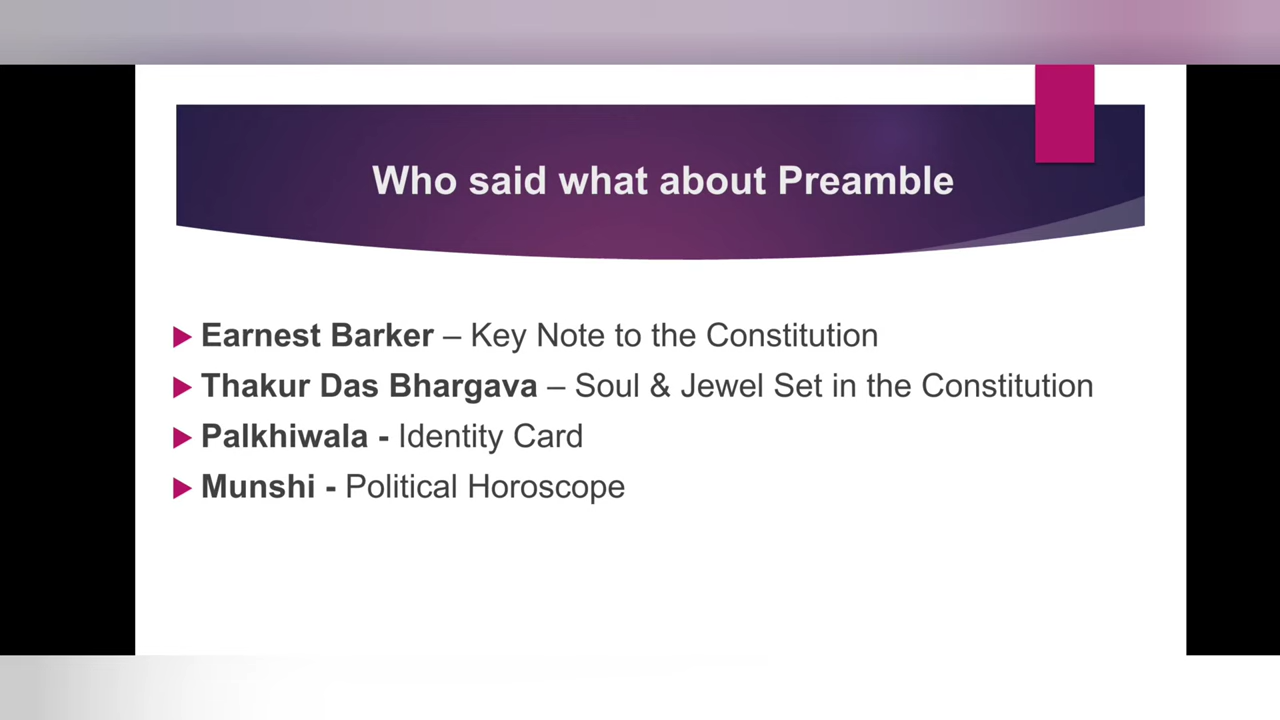 Who said what about Preamble
Earnest Barker – Key Note to the Constitution
Thakur Das Bhargava – Soul & Jewel Set in the Constitution
Palkhiwala - Identity Card
Munshi - Political Horoscope